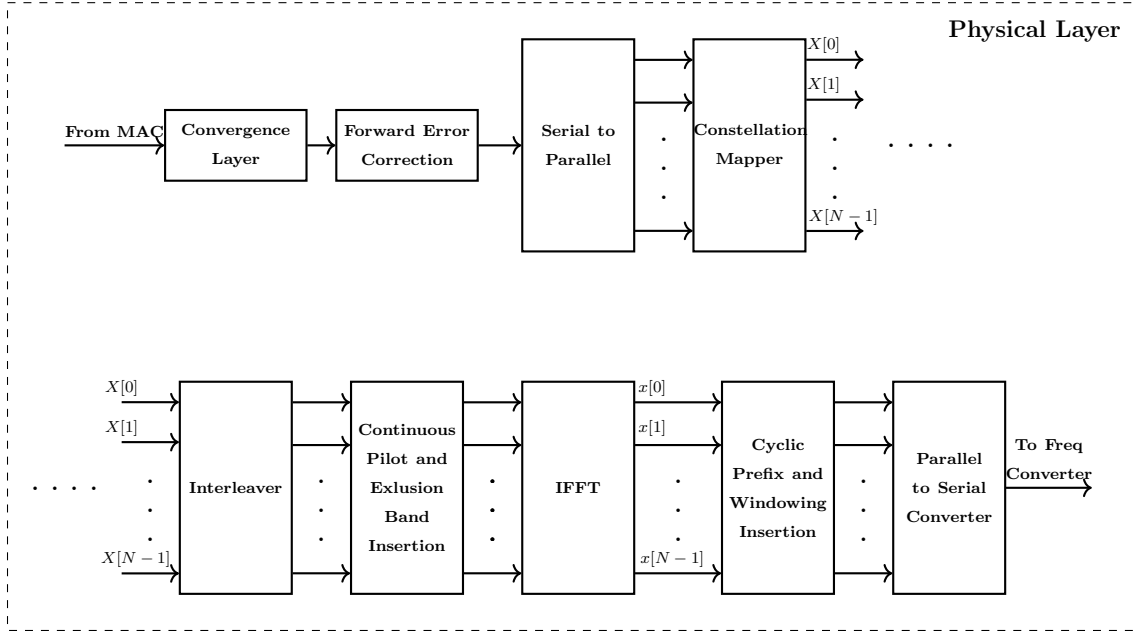 Physical Layer
From MAC
Convergence
Layer
Forward Error
Correction
Serial to
Parallel
Constellation
Mapper
X[0]
X[1]
X[N − 1]
X[0]
X[1]
X[N − 1]
Interleaver
Continuous
Pilot and
Exlusion
Band
Insertion
IFFT
x[0]
x[1]
x[N − 1]
Cyclic
Prefix and
Windowing
Insertion
Parallel
to Serial
Converter
To Freq
Converter